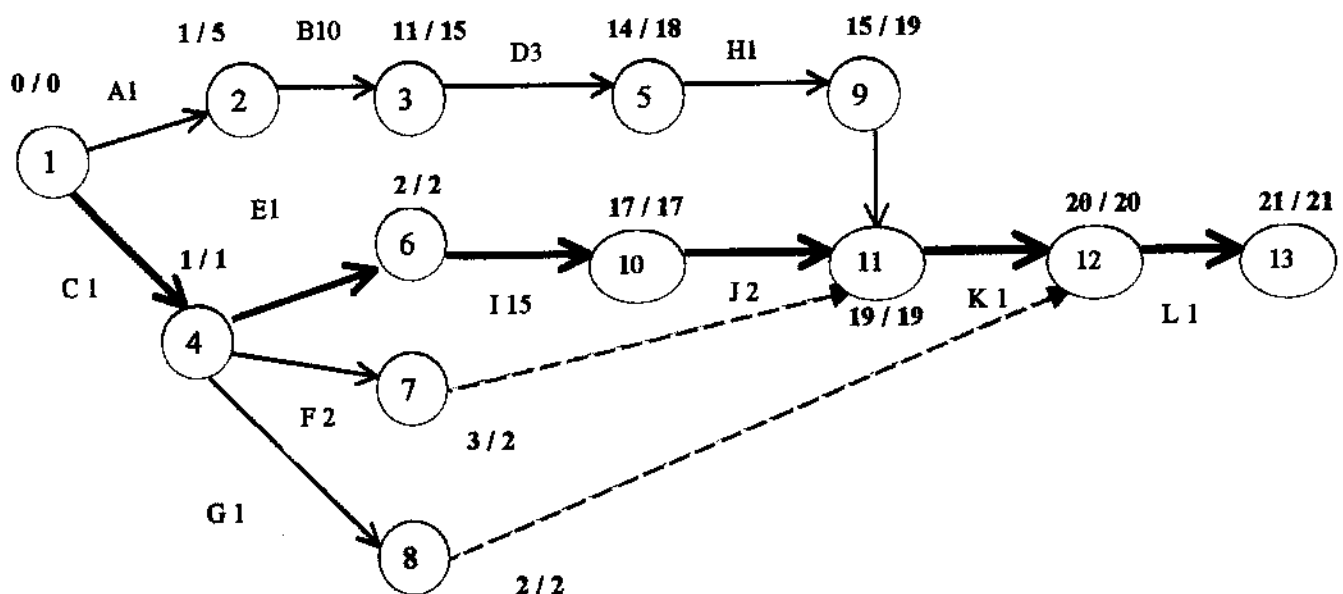 1 / 5 B10 11 / 15 D3 14 / 18 H1 15 / 19
0 / 0 A1
2 3 5 9
1
E1 2 / 2 17 / 17 20 / 20 21 / 21
6 10 11 12 13
C 1 1 / 1 I 15 J 2 19 / 19 K 1 L 1
4
7
F 2 3 / 2
G 1
8
2 / 2